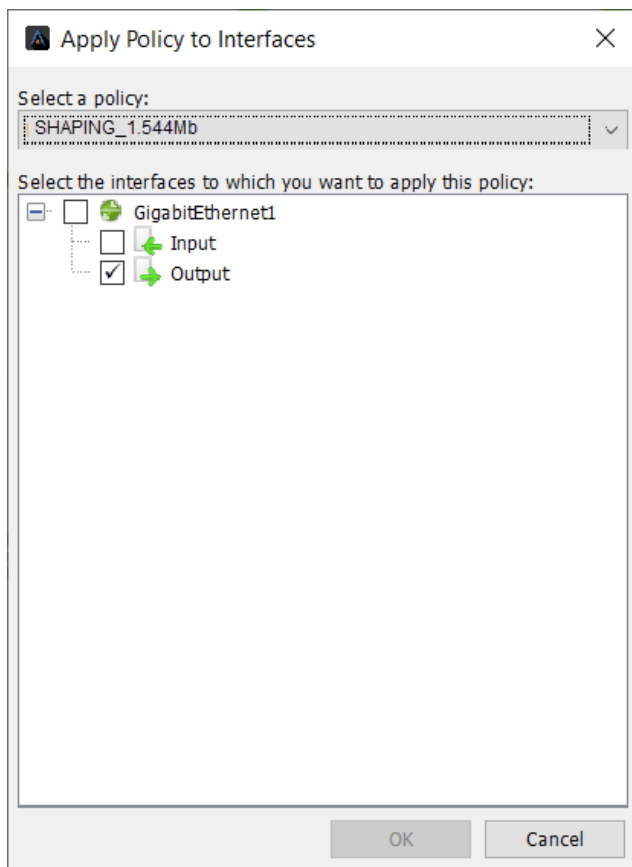 Apply Policy to Interfaces
Select a policy:
SHAPING_1.544Mb
Select the interfaces to which you want to apply this policy:
GigabitEthernet1
Input
Output
OK
Cancel